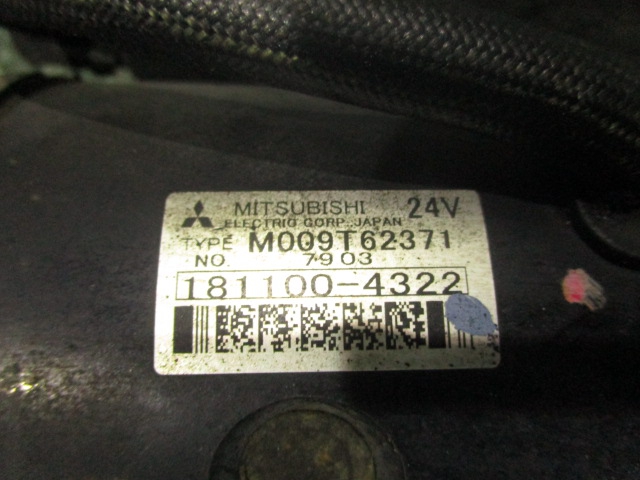 MITSUBISHI 24V
ELECTRIC CORP. JAPAN
TYPE M009T62371
NO. 7903
181100-4322